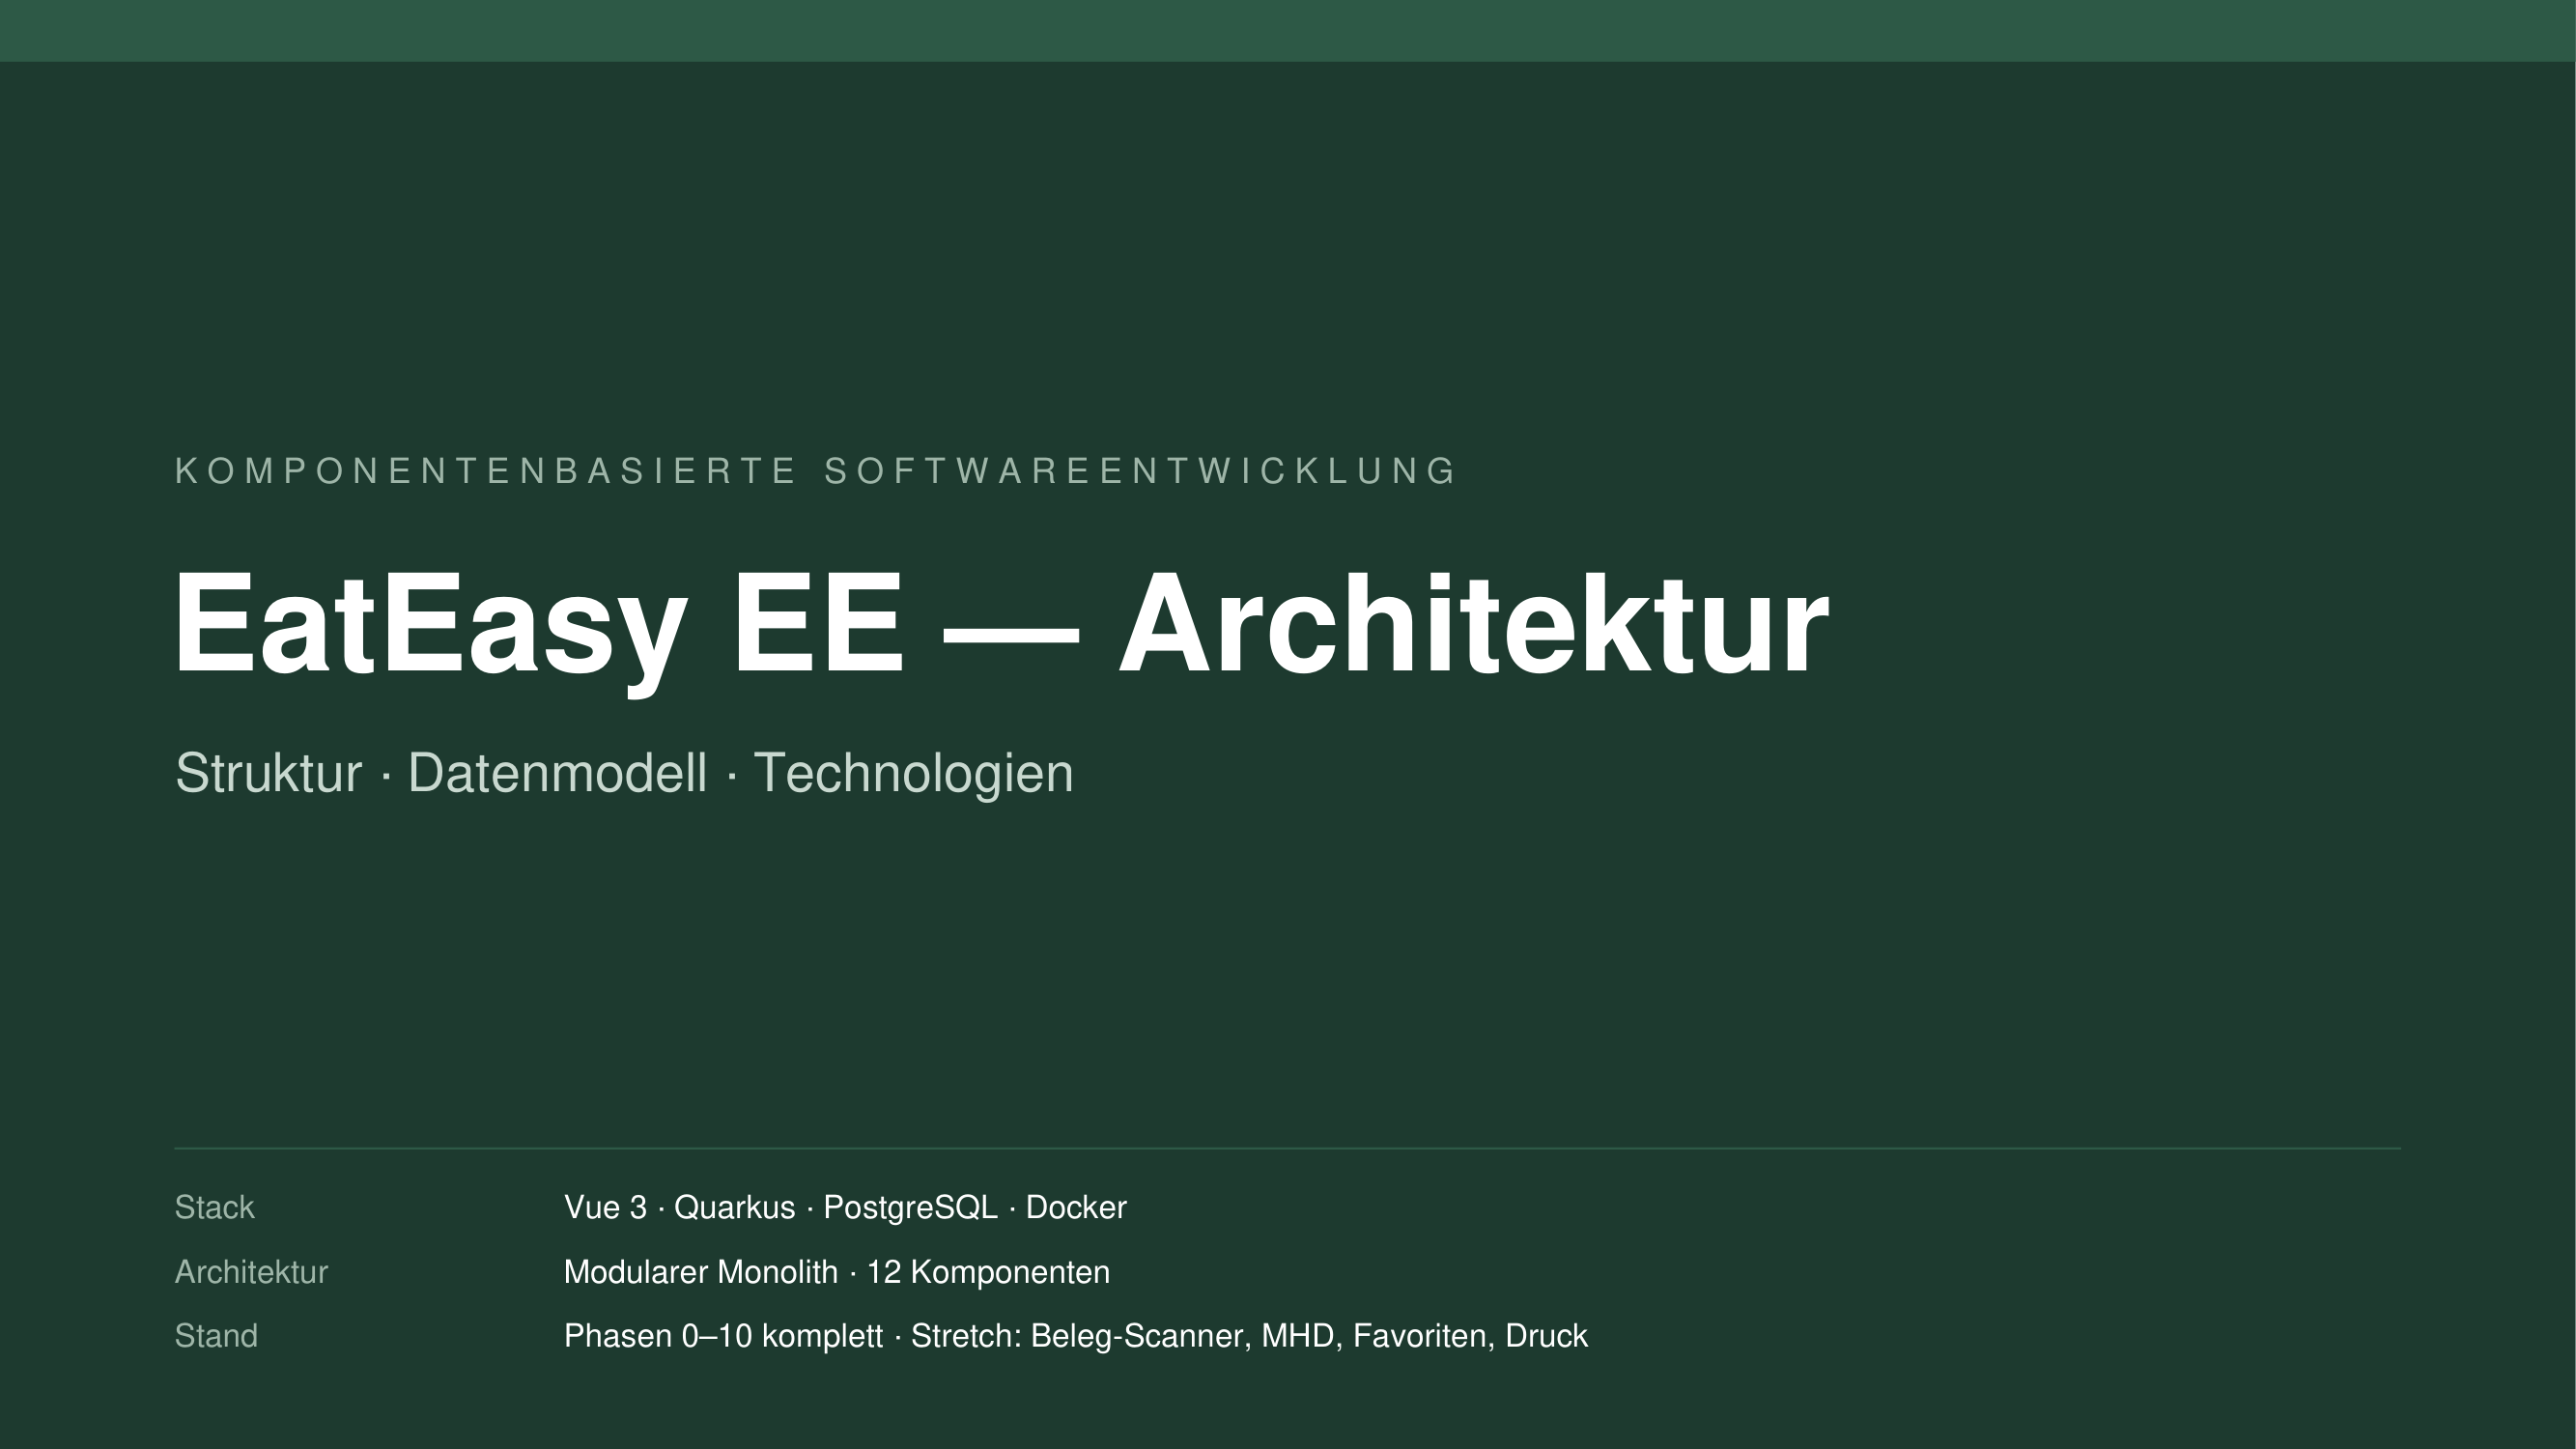 KOMPONENTENBASIERTE SOFTWAREENTWICKLUNG
EatEasy EE — Architektur
Struktur · Datenmodell · Technologien
Stack Vue 3 · Quarkus · PostgreSQL · Docker
Architektur Modularer Monolith · 12 Komponenten
Stand Phasen 0–10 komplett · Stretch: Beleg-Scanner, MHD, Favoriten, Druck